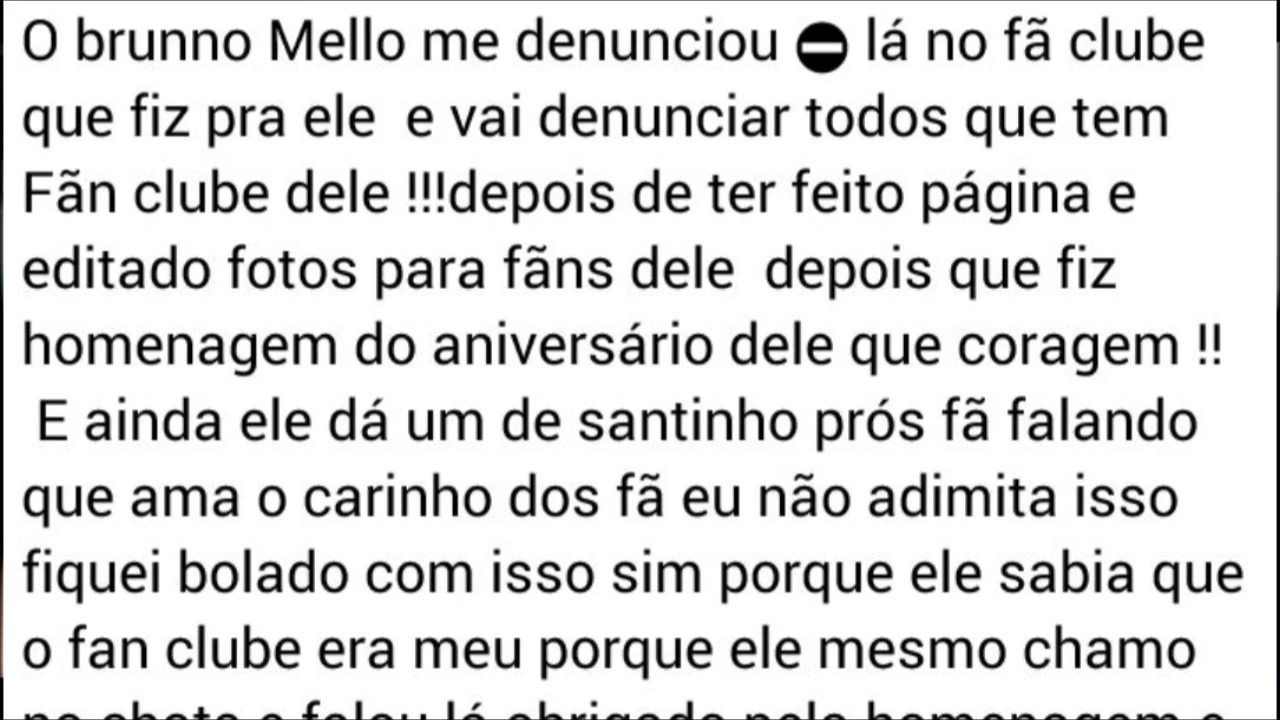 O brunno Mello me denunciou ⛔ lá no fã clube
que fiz pra ele  e vai denunciar todos que tem
Fãn clube dele !!!depois de ter feito página e
editado fotos para fãns dele  depois que fiz
homenagem do aniversário dele que coragem !!
E ainda ele dá um de santinho prós fã falando
que ama o carinho dos fã eu não adimita isso
fiquei bolado com isso sim porque ele sabia que
o fan clube era meu porque ele mesmo chamo